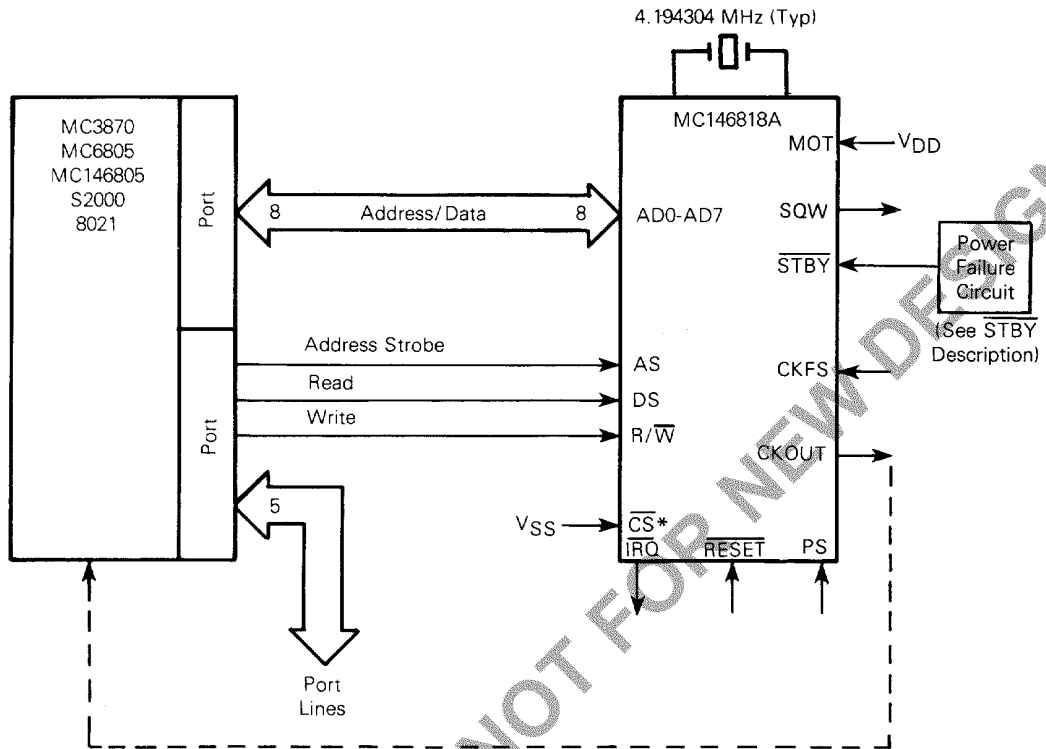 4.194304 MHz (Typ)
MC3870
MC6805
MC146805
S2000
8021
Port
8
Address/Data
8
MC146818A
MOT
VDD
AD0-AD7
SQW
STBY
Power
Failure
Circuit
(See STBY
Description)
Address Strobe
AS
CKFS
Read
DS
Write
R/W
Port
CKOUT
5
VSS
CS*
IRQ
RESET
PS
Port
Lines
NOT FOR NEW DESIGN